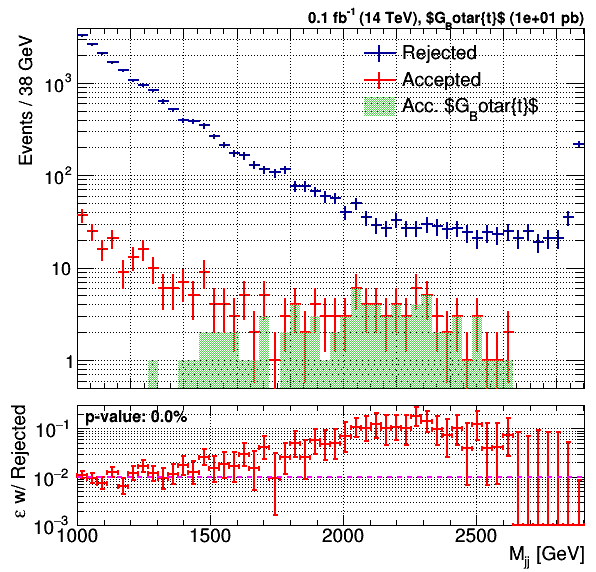 0.1 fb-1 (14 TeV), $G_Botar{t}$ (1e+01 pb)
Rejected
Accepted
Acc. $G_Botar{t}$
Events / 38 GeV
10³
10²
10
1
p-value: 0.0%
ε w/ Rejected
10⁻¹
10⁻²
10⁻³
1000 1500 2000 2500
Mjj [GeV]